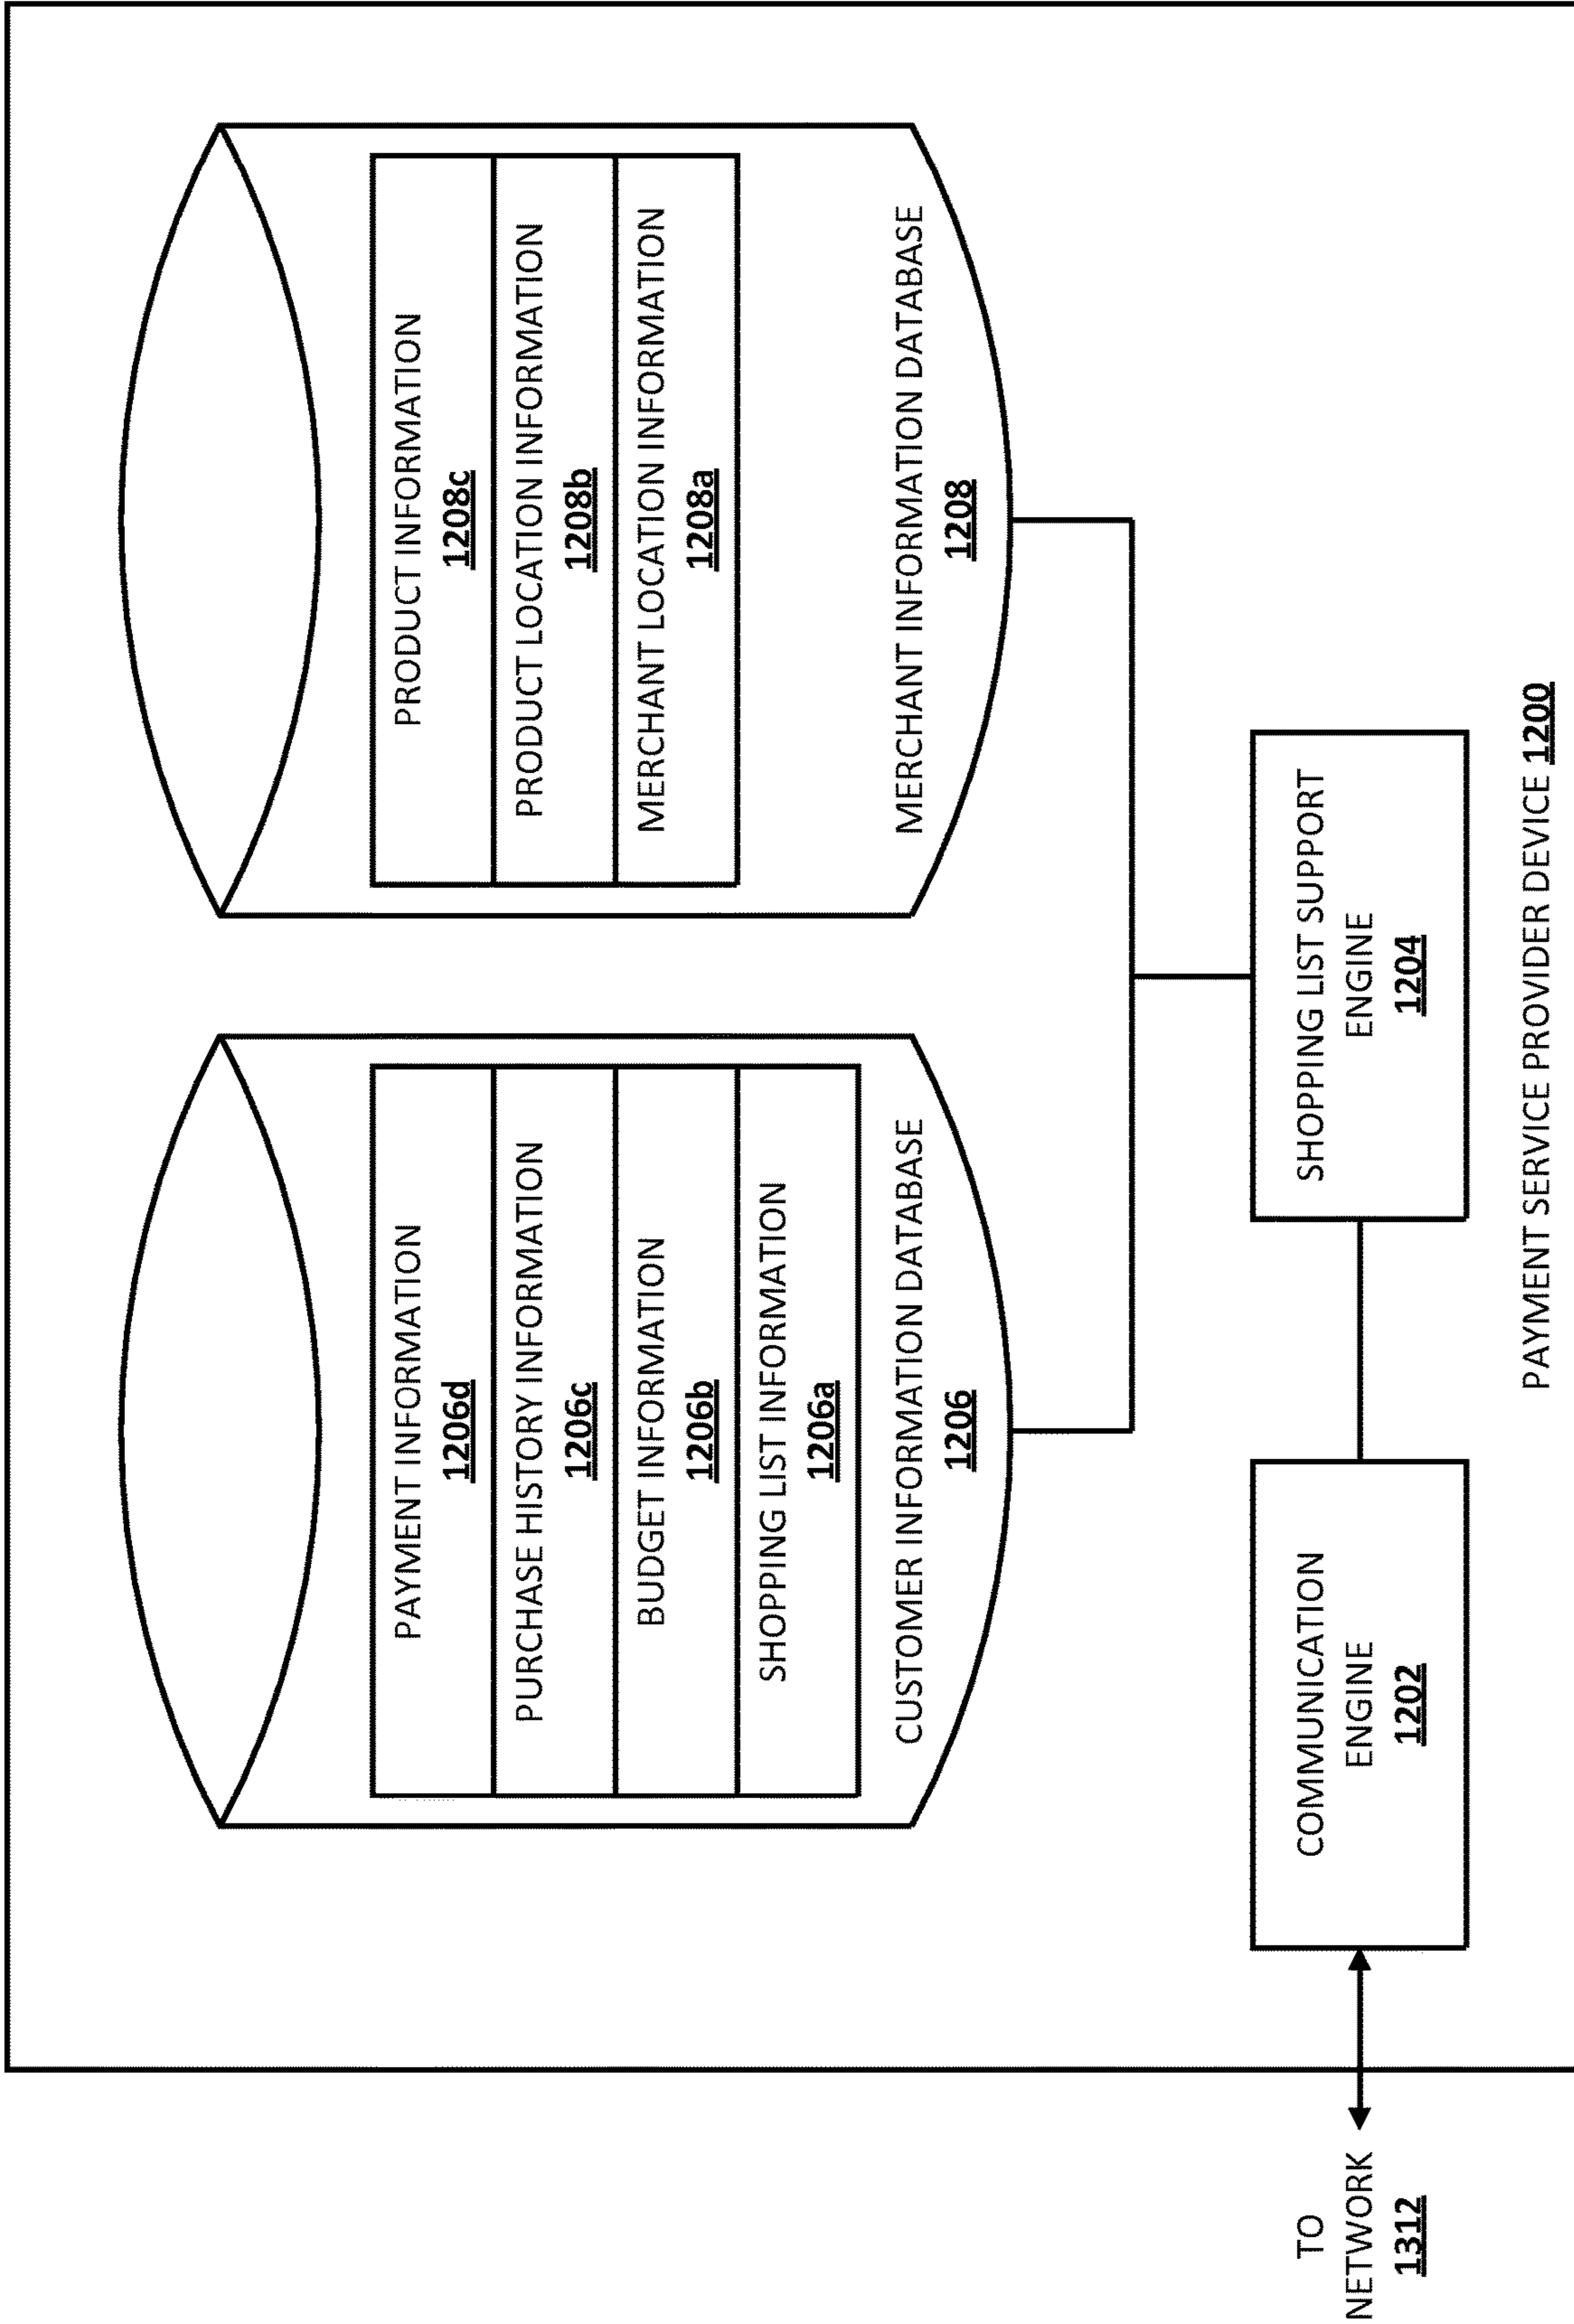 PAYMENT INFORMATION
1206d
PURCHASE HISTORY INFORMATION
1206c
BUDGET INFORMATION
1206b
SHOPPING LIST INFORMATION
1206a
CUSTOMER INFORMATION DATABASE
1206
PRODUCT INFORMATION
1208c
PRODUCT LOCATION INFORMATION
1208b
MERCHANT LOCATION INFORMATION
1208a
MERCHANT INFORMATION DATABASE
1208
TO
NETWORK
1312
COMMUNICATION
ENGINE
1202
SHOPPING LIST SUPPORT
ENGINE
1204
PAYMENT SERVICE PROVIDER DEVICE 1200